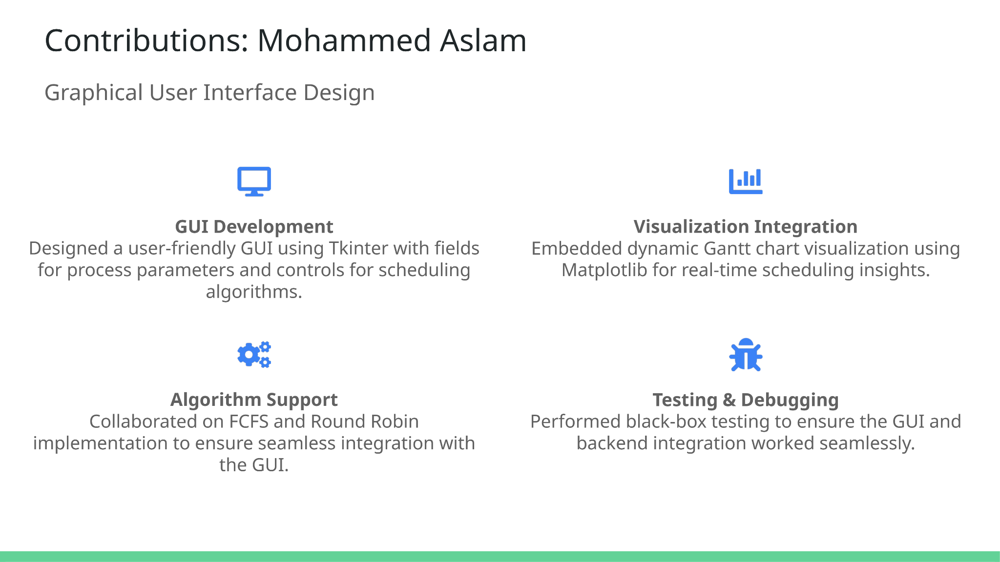 Contributions: Mohammed Aslam
Graphical User Interface Design
GUI Development
Designed a user-friendly GUI using Tkinter with fields
for process parameters and controls for scheduling
algorithms.
Visualization Integration
Embedded dynamic Gantt chart visualization using
Matplotlib for real-time scheduling insights.
Algorithm Support
Collaborated on FCFS and Round Robin
implementation to ensure seamless integration with
the GUI.
Testing & Debugging
Performed black-box testing to ensure the GUI and
backend integration worked seamlessly.